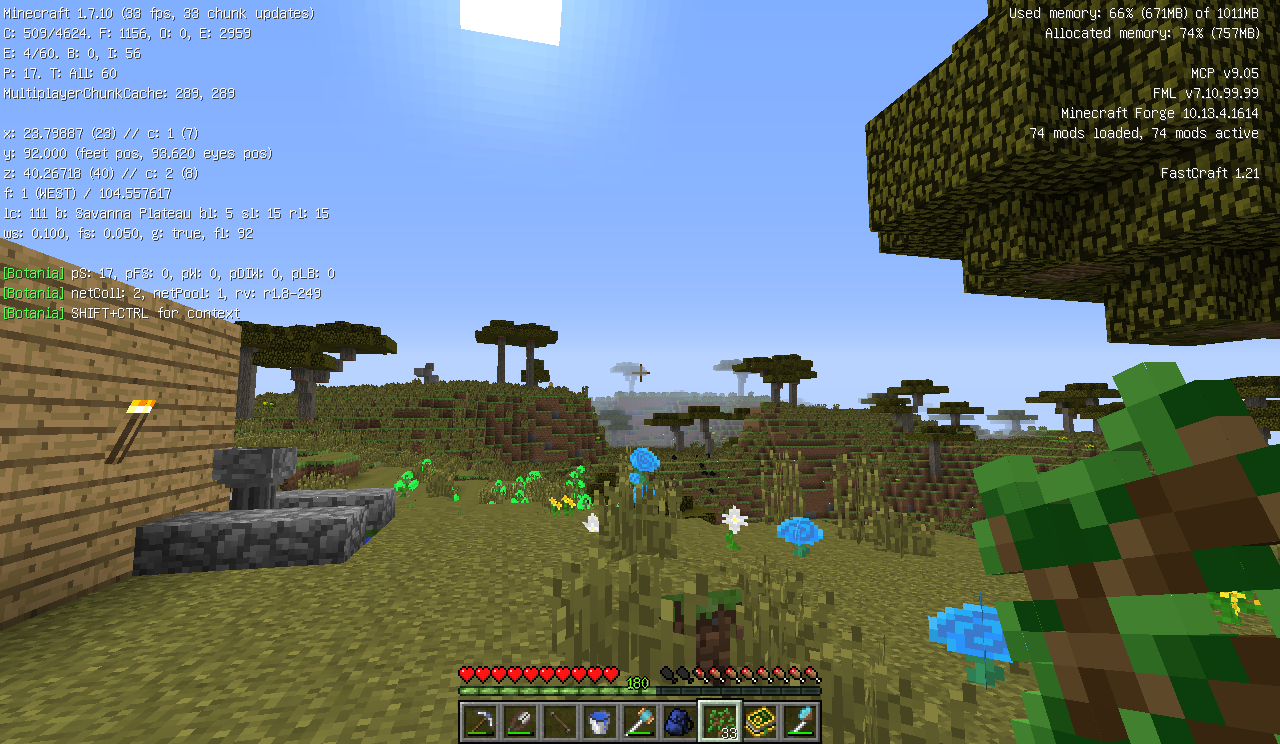 Minecraft 1.7.10 (33 fps, 33 chunk updates)
C: 509/4624. F: 1156, O: 0, E: 2959
E: 4/60. B: 0, I: 56
P: 17. T: All: 60
MultiplayerChunkCache: 289, 289
x: 23.79887 (23) // c: 1 (7)
y: 92.000 (feet pos, 93.620 eyes pos)
z: 40.26718 (40) // c: 2 (8)
f: 1 (WEST) / 104.557617
lc: 111 b: Savanna Plateau bl: 5 sl: 15 rl: 15
ws: 0.100, fs: 0.050, g: true, fl: 92
[Botania] pS: 17, pFS: 0, pW: 0, pDIW: 0, pLB: 0
[Botania] netColl: 2, netPool: 1, rv: r1.8-249
[Botania] SHIFT+CTRL for context
Used memory: 66% (671MB) of 1011MB
Allocated memory: 74% (757MB)
MCP v9.05
FML v7.10.99.99
Minecraft Forge 10.13.4.1614
74 mods loaded, 74 mods active
FastCraft 1.21
180
33